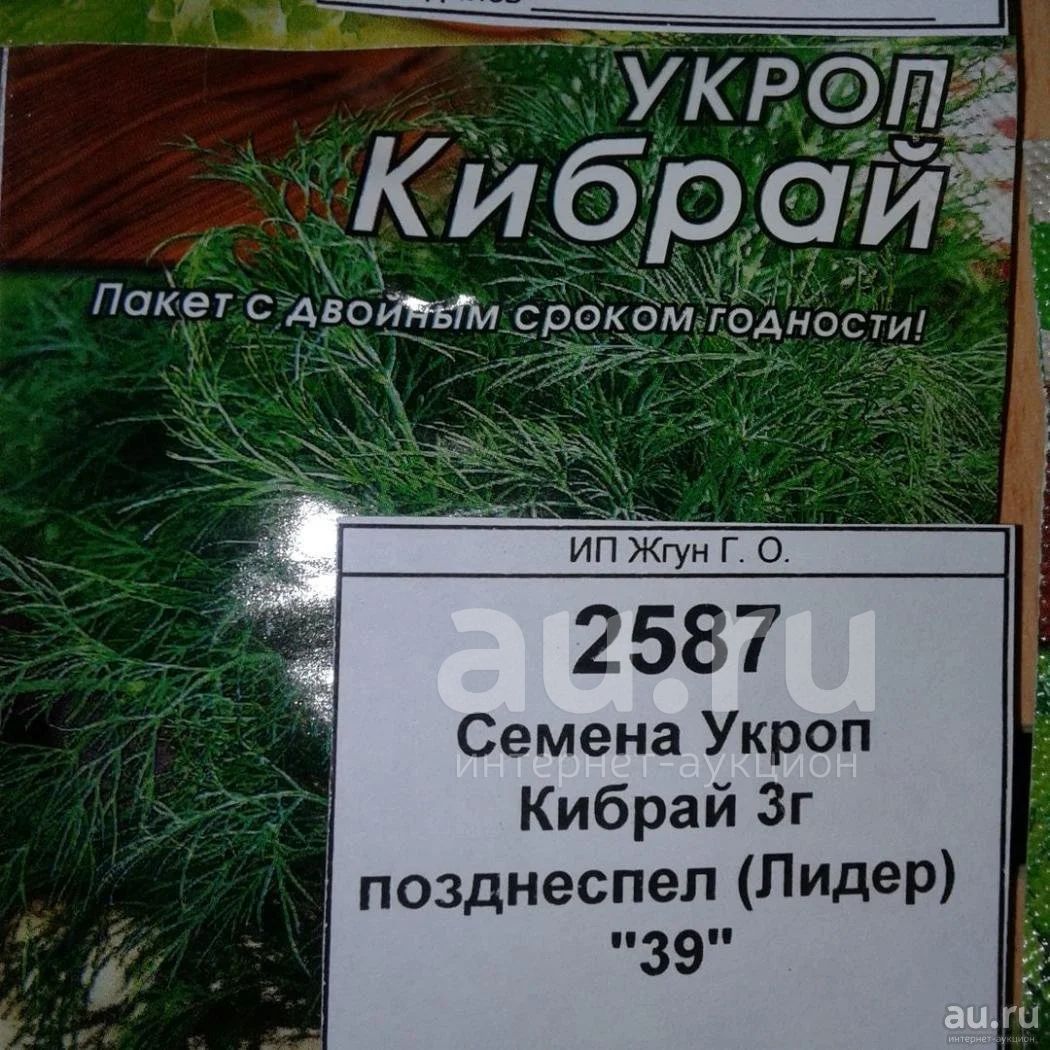 УКРОП
Кибрай
Пакет с двойным сроком годности!
ИП Жгун Г. О.
2587
au.ru
Семена Укроп
интернет-аукцион
Кибрай 3г
позднеспел (Лидер)
"39"
au.ru
интернет-аукцион